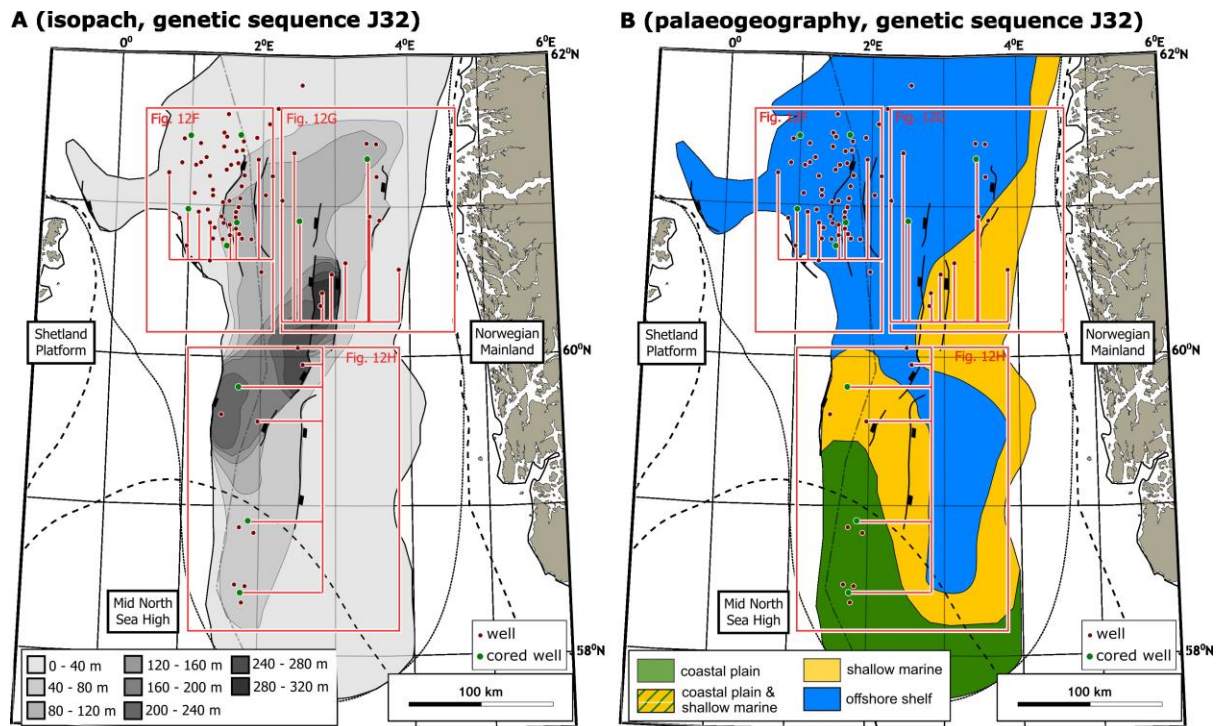 A (isopach, genetic sequence J32)
0°
2°E
4°E
6°E
62°N
Fig. 12F
Fig. 12G
Shetland
Platform
Norwegian
Mainland
60°N
Fig. 12H
Mid North
Sea High
well
cored well
58°N
0 - 40 m
120 - 160 m
240 - 280 m
40 - 80 m
160 - 200 m
280 - 320 m
80 - 120 m
200 - 240 m
100 km
B (palaeogeography, genetic sequence J32)
0°
2°E
4°E
6°E
62°N
Fig. 12F
Fig. 12G
Shetland
Platform
Norwegian
Mainland
60°N
Fig. 12H
Mid North
Sea High
well
cored well
58°N
coastal plain
shallow marine
coastal plain &
shallow marine
offshore shelf
100 km